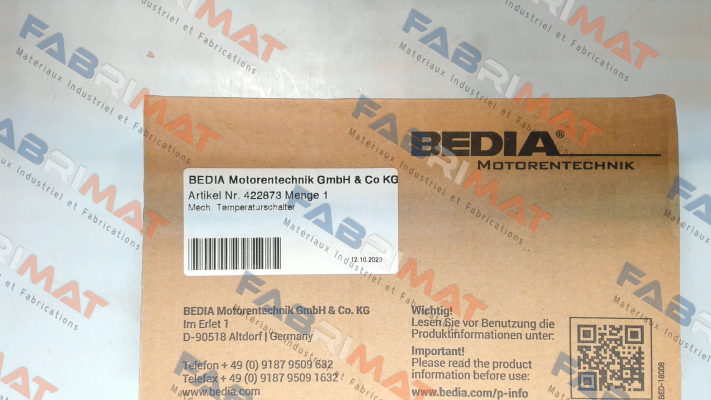 BEDIA®
MOTORENTECHNIK
BEDIA Motorentechnik GmbH & Co KG
Artikel Nr. 422873 Menge 1
Mech. Temperaturschalter
12.10.2023
BEDIA Motorentechnik GmbH & Co. KG
Im Erlet 1
D-90518 Altdorf | Germany
Telefon + 49 (0) 9187 9509 632
Telefax + 49 (0) 9187 9509 1632
www.bedia.com
Wichtig!
Lesen Sie vor Benutzung die
Produktinformationen unter:
Important!
Please read the product
information before use:
www.bedia.com/p-info
BED-18008
FABRIMAT
Materiaux Industriel et Fabrications